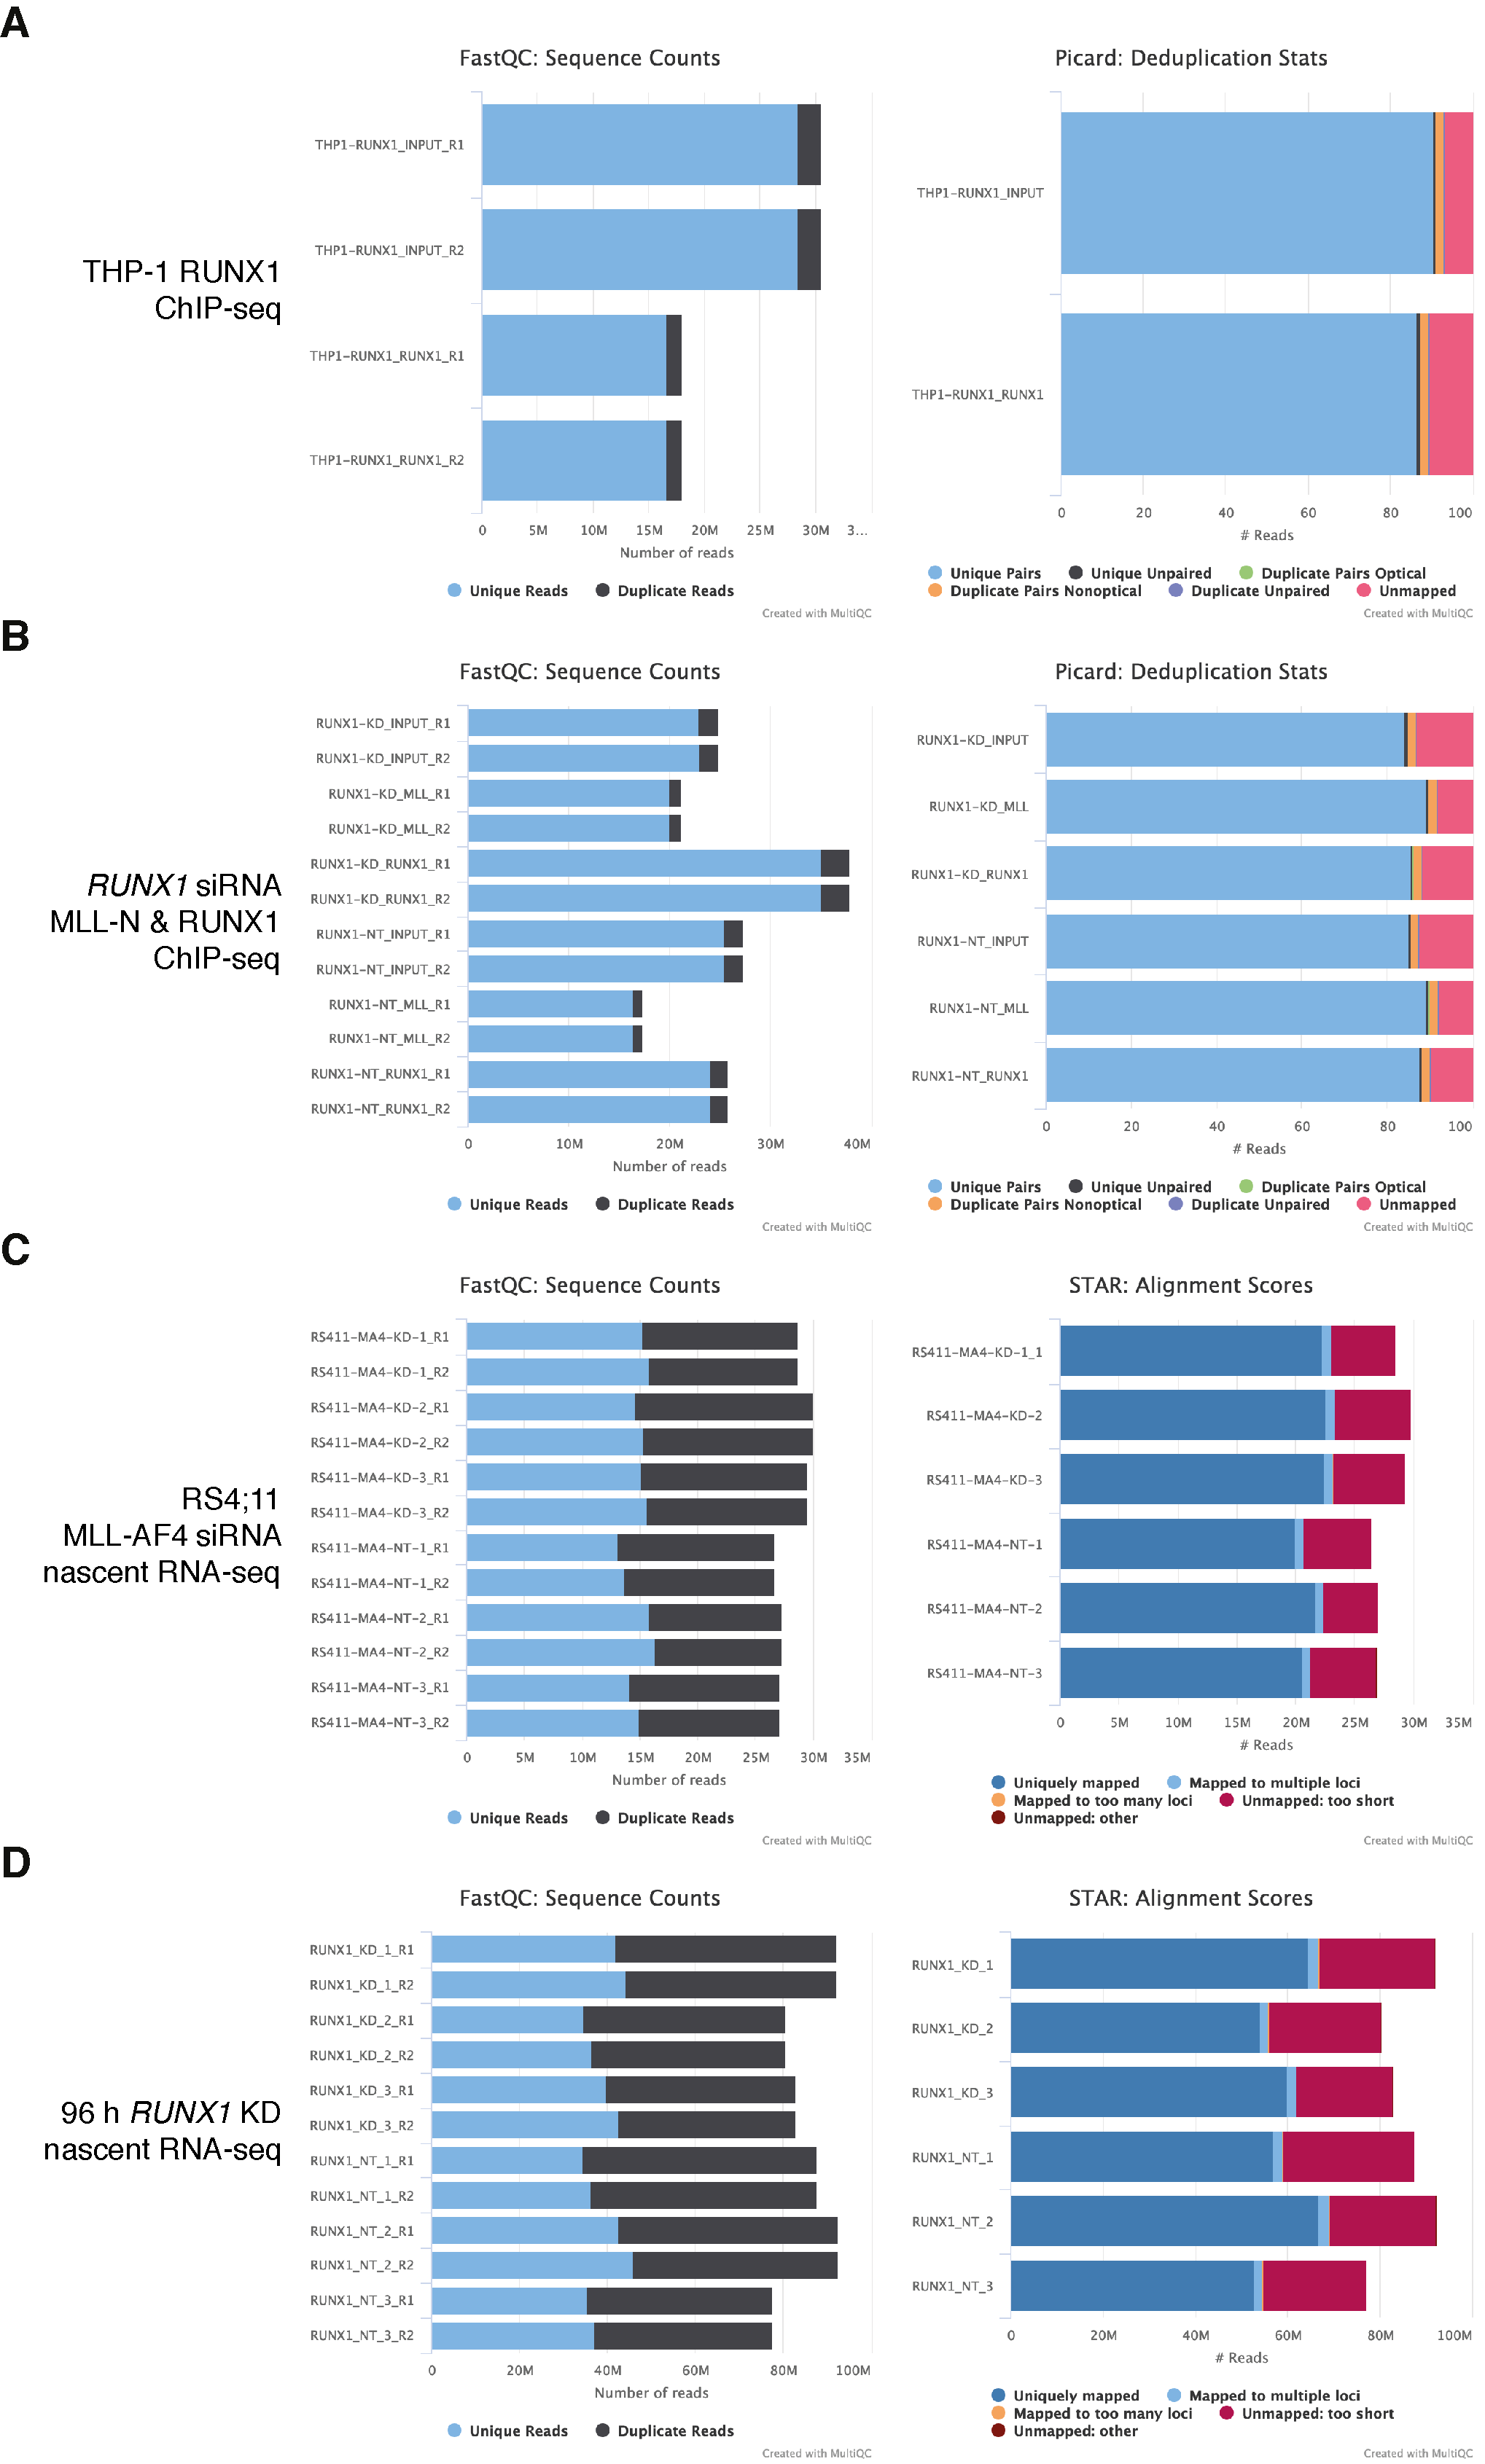 A
FastQC: Sequence Counts
Picard: Deduplication Stats
THP-1 RUNX1
ChIP-seq
THP1-RUNX1_INPUT_R1
THP1-RUNX1_INPUT_R2
THP1-RUNX1_RUNX1_R1
THP1-RUNX1_RUNX1_R2
0 5M 10M 15M 20M 25M 30M 3...
Number of reads
Unique Reads Duplicate Reads
Created with MultiQC
THP1-RUNX1_INPUT
THP1-RUNX1_RUNX1
0 20 40 60 80 100
# Reads
Unique Pairs Unique Unpaired Duplicate Pairs Optical
Duplicate Pairs Nonoptical Duplicate Unpaired Unmapped
Created with MultiQC
B
FastQC: Sequence Counts
Picard: Deduplication Stats
RUNX1 siRNA
MLL-N & RUNX1
ChIP-seq
RUNX1-KD_INPUT_R1
RUNX1-KD_INPUT_R2
RUNX1-KD_MLL_R1
RUNX1-KD_MLL_R2
RUNX1-KD_RUNX1_R1
RUNX1-KD_RUNX1_R2
RUNX1-NT_INPUT_R1
RUNX1-NT_INPUT_R2
RUNX1-NT_MLL_R1
RUNX1-NT_MLL_R2
RUNX1-NT_RUNX1_R1
RUNX1-NT_RUNX1_R2
0 10M 20M 30M 40M
Number of reads
Unique Reads Duplicate Reads
Created with MultiQC
RUNX1-KD_INPUT
RUNX1-KD_MLL
RUNX1-KD_RUNX1
RUNX1-NT_INPUT
RUNX1-NT_MLL
RUNX1-NT_RUNX1
0 20 40 60 80 100
# Reads
Unique Pairs Unique Unpaired Duplicate Pairs Optical
Duplicate Pairs Nonoptical Duplicate Unpaired Unmapped
Created with MultiQC
C
FastQC: Sequence Counts
STAR: Alignment Scores
RS4;11
MLL-AF4 siRNA
nascent RNA-seq
RS411-MA4-KD-1_R1
RS411-MA4-KD-1_R2
RS411-MA4-KD-2_R1
RS411-MA4-KD-2_R2
RS411-MA4-KD-3_R1
RS411-MA4-KD-3_R2
RS411-MA4-NT-1_R1
RS411-MA4-NT-1_R2
RS411-MA4-NT-2_R1
RS411-MA4-NT-2_R2
RS411-MA4-NT-3_R1
RS411-MA4-NT-3_R2
0 5M 10M 15M 20M 25M 30M 35M
Number of reads
Unique Reads Duplicate Reads
Created with MultiQC
RS411-MA4-KD-1_1
RS411-MA4-KD-2
RS411-MA4-KD-3
RS411-MA4-NT-1
RS411-MA4-NT-2
RS411-MA4-NT-3
0 5M 10M 15M 20M 25M 30M 35M
# Reads
Uniquely mapped Mapped to multiple loci
Mapped to too many loci Unmapped: too short
Unmapped: other
Created with MultiQC
D
FastQC: Sequence Counts
STAR: Alignment Scores
96 h RUNX1 KD
nascent RNA-seq
RUNX1_KD_1_R1
RUNX1_KD_1_R2
RUNX1_KD_2_R1
RUNX1_KD_2_R2
RUNX1_KD_3_R1
RUNX1_KD_3_R2
RUNX1_NT_1_R1
RUNX1_NT_1_R2
RUNX1_NT_2_R1
RUNX1_NT_2_R2
RUNX1_NT_3_R1
RUNX1_NT_3_R2
0 20M 40M 60M 80M 100M
Number of reads
Unique Reads Duplicate Reads
Created with MultiQC
RUNX1_KD_1
RUNX1_KD_2
RUNX1_KD_3
RUNX1_NT_1
RUNX1_NT_2
RUNX1_NT_3
0 20M 40M 60M 80M 100M
# Reads
Uniquely mapped Mapped to multiple loci
Mapped to too many loci Unmapped: too short
Unmapped: other
Created with MultiQC